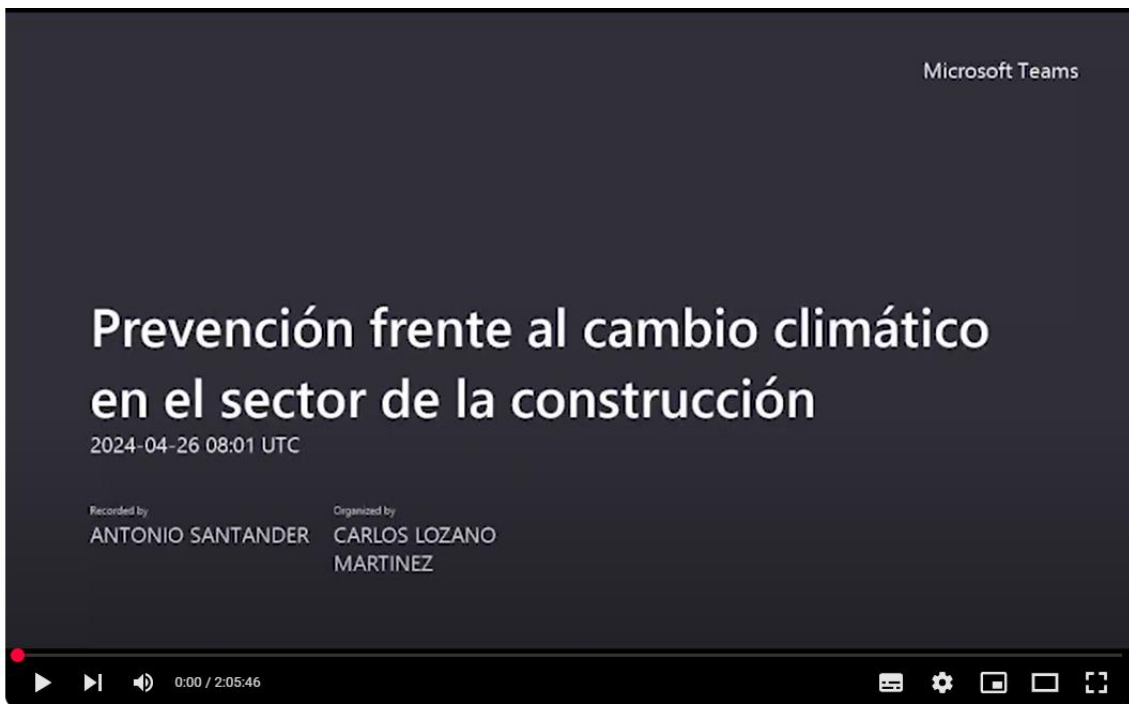 Microsoft Teams
Prevención frente al cambio climático
en el sector de la construcción
2024-04-26 08:01 UTC
Recorded by
ANTONIO SANTANDER
Organized by
CARLOS LOZANO
MARTINEZ
0:00 / 2:05:46